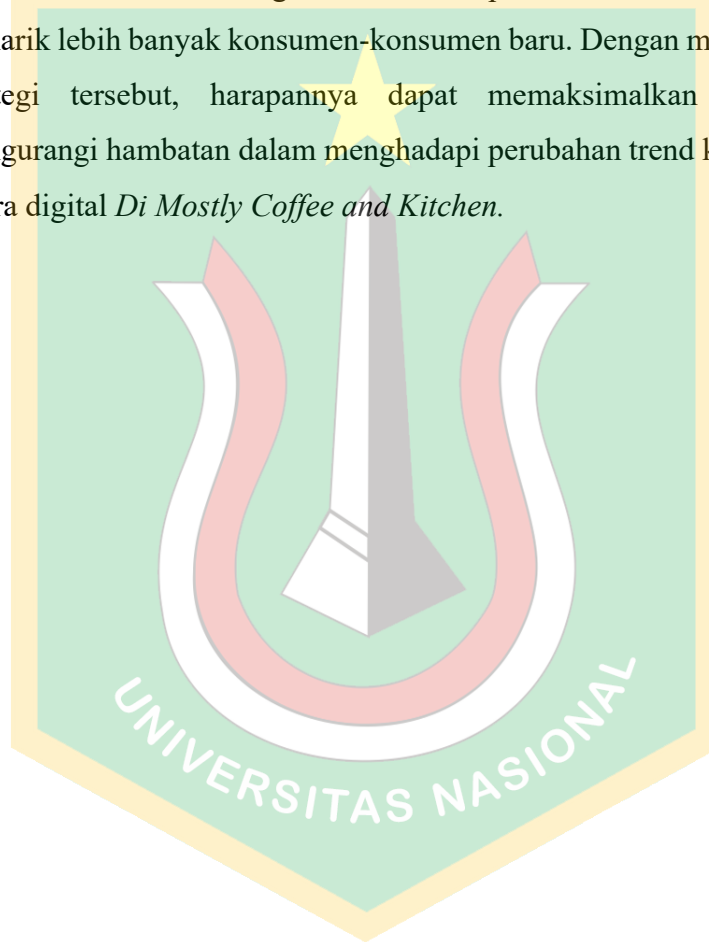 arik lebih banyak konsumen-konsumen baru. Dengan m
tegi tersebut, harapannya dapat memaksimalkan
gurangi hambatan dalam menghadapi perubahan trend k
ra digital Di Mostly Coffee and Kitchen.
UNIVERSITAS NASIONAL